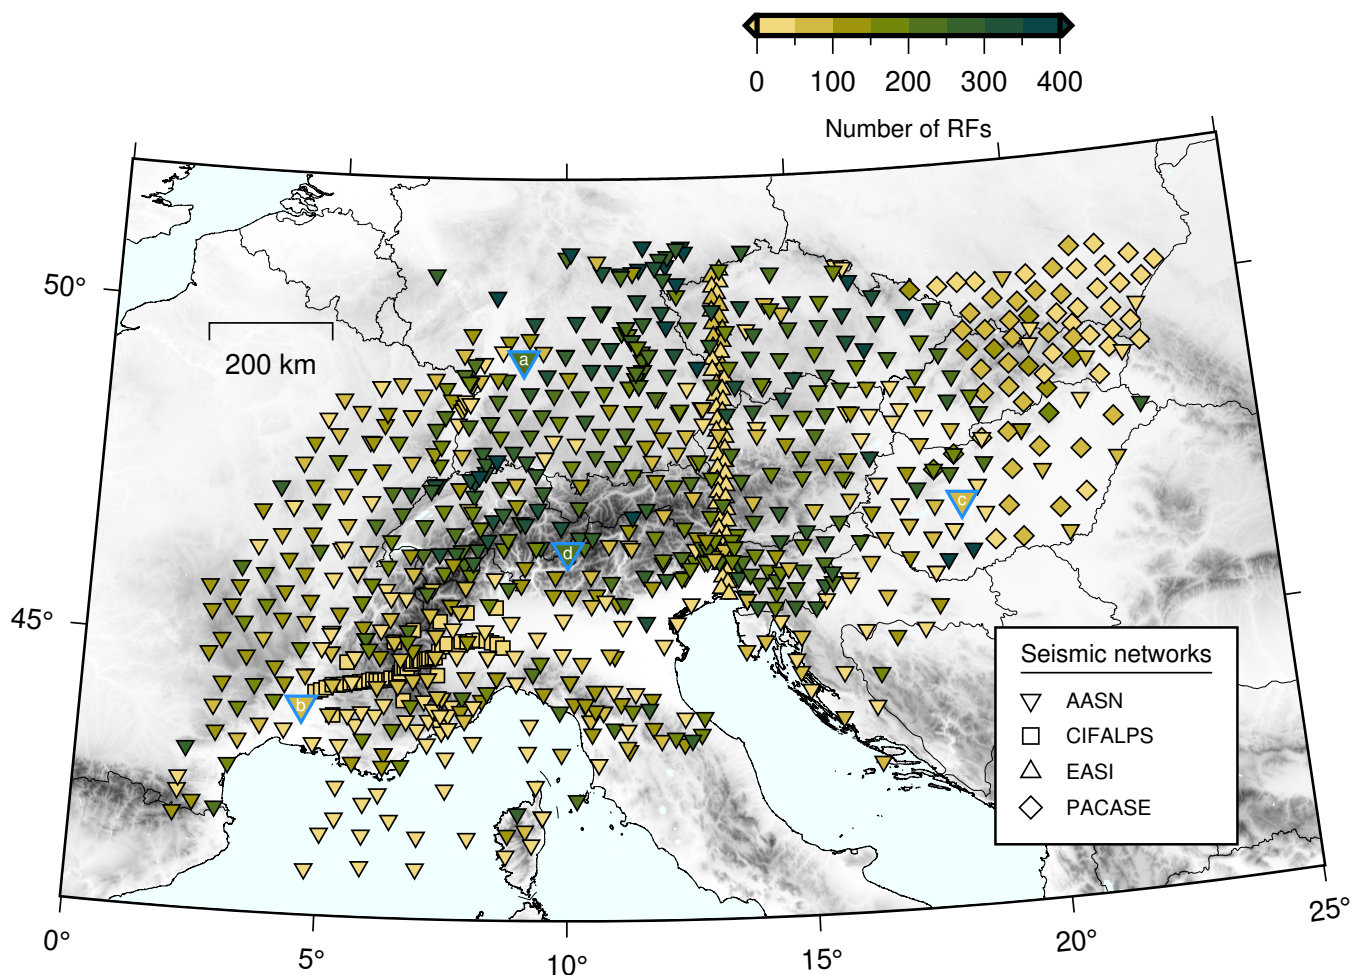 0 100 200 300 400
Number of RFs
50°
200 km
a
c
d
45°
b
Seismic networks
AASN
CIFALPS
EASI
PACASE
0° 5° 10° 15° 20° 25°